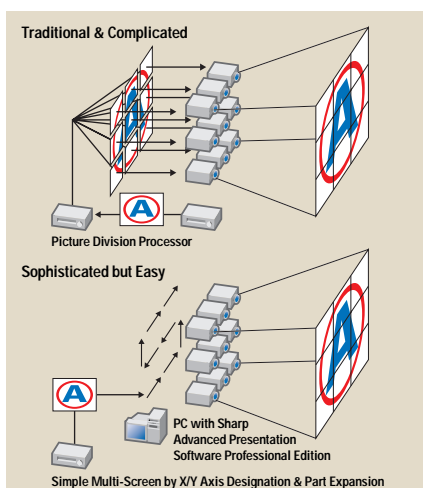 Traditional & Complicated
A
A
A
Picture Division Processor
Sophisticated but Easy
A
A
PC with Sharp
Advanced Presentation
Software Professional Edition
Simple Multi-Screen by X/Y Axis Designation & Part Expansion